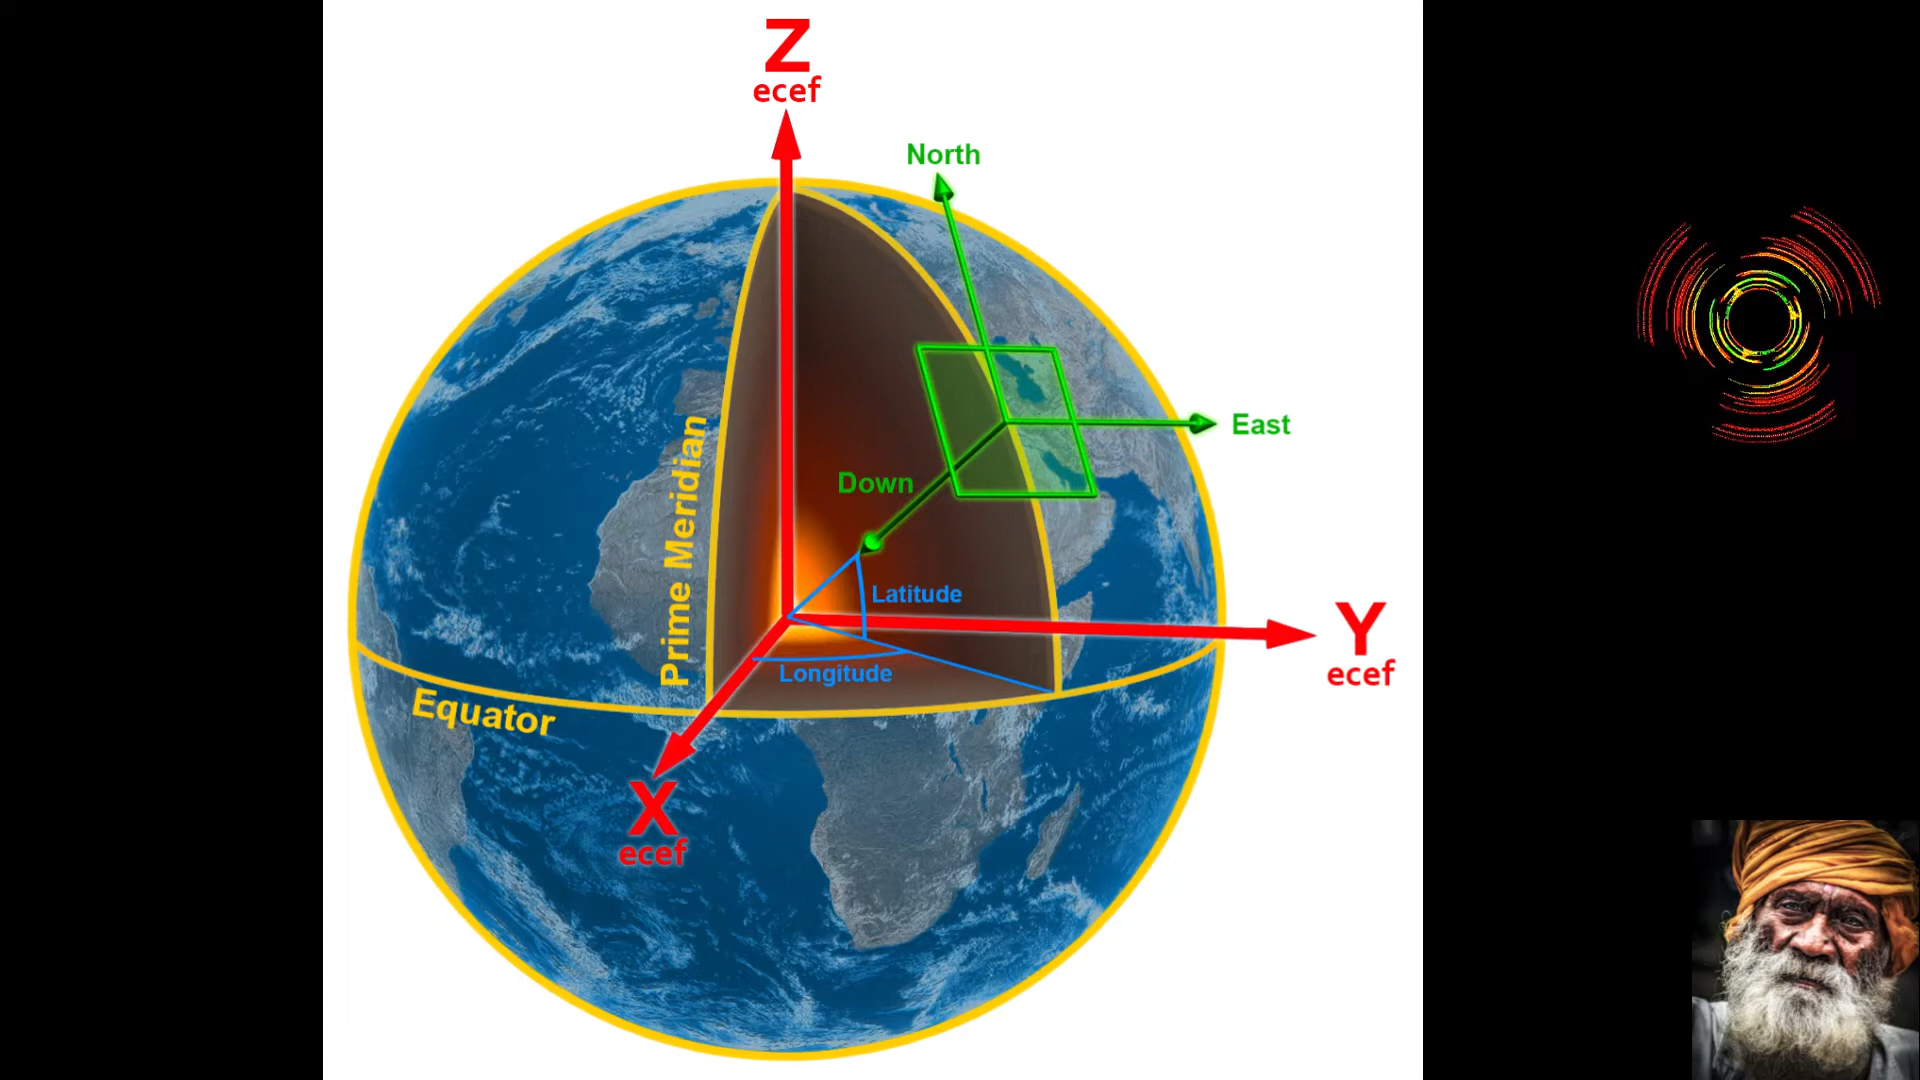 Z
ecef
North
East
Down
Prime Meridian
Latitude
Longitude
Y
ecef
Equator
X
ecef